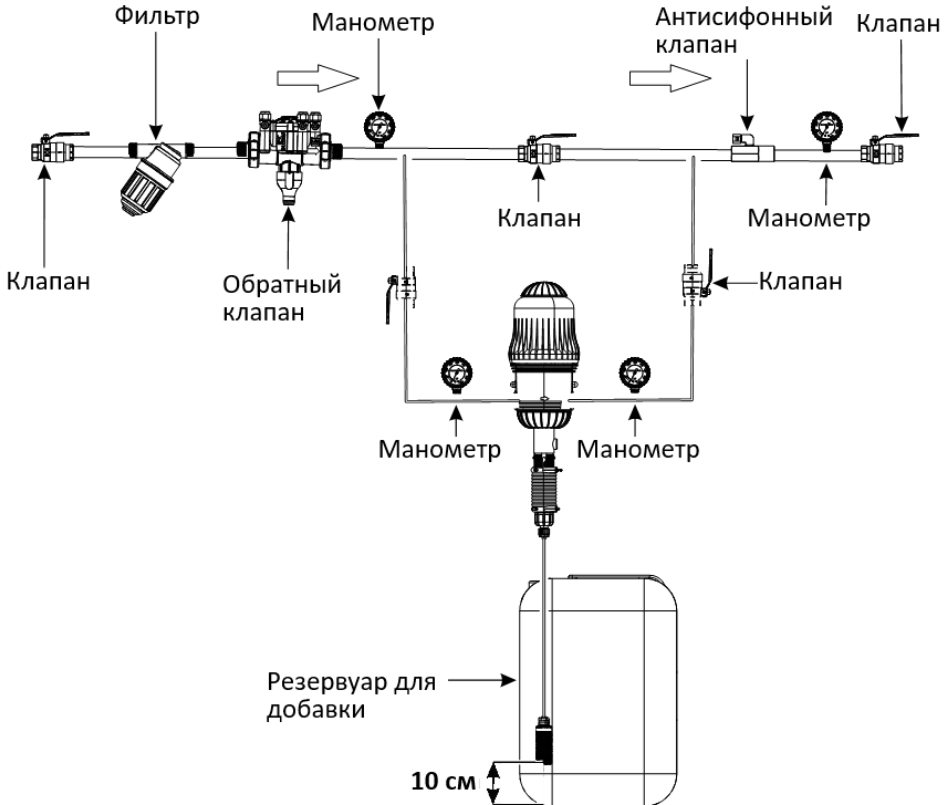 Фильтр
Манометр
Антисифонный
клапан
Клапан
Клапан
Манометр
Клапан
Обратный
клапан
Клапан
Манометр
Манометр
Резервуар для
добавки
10 см